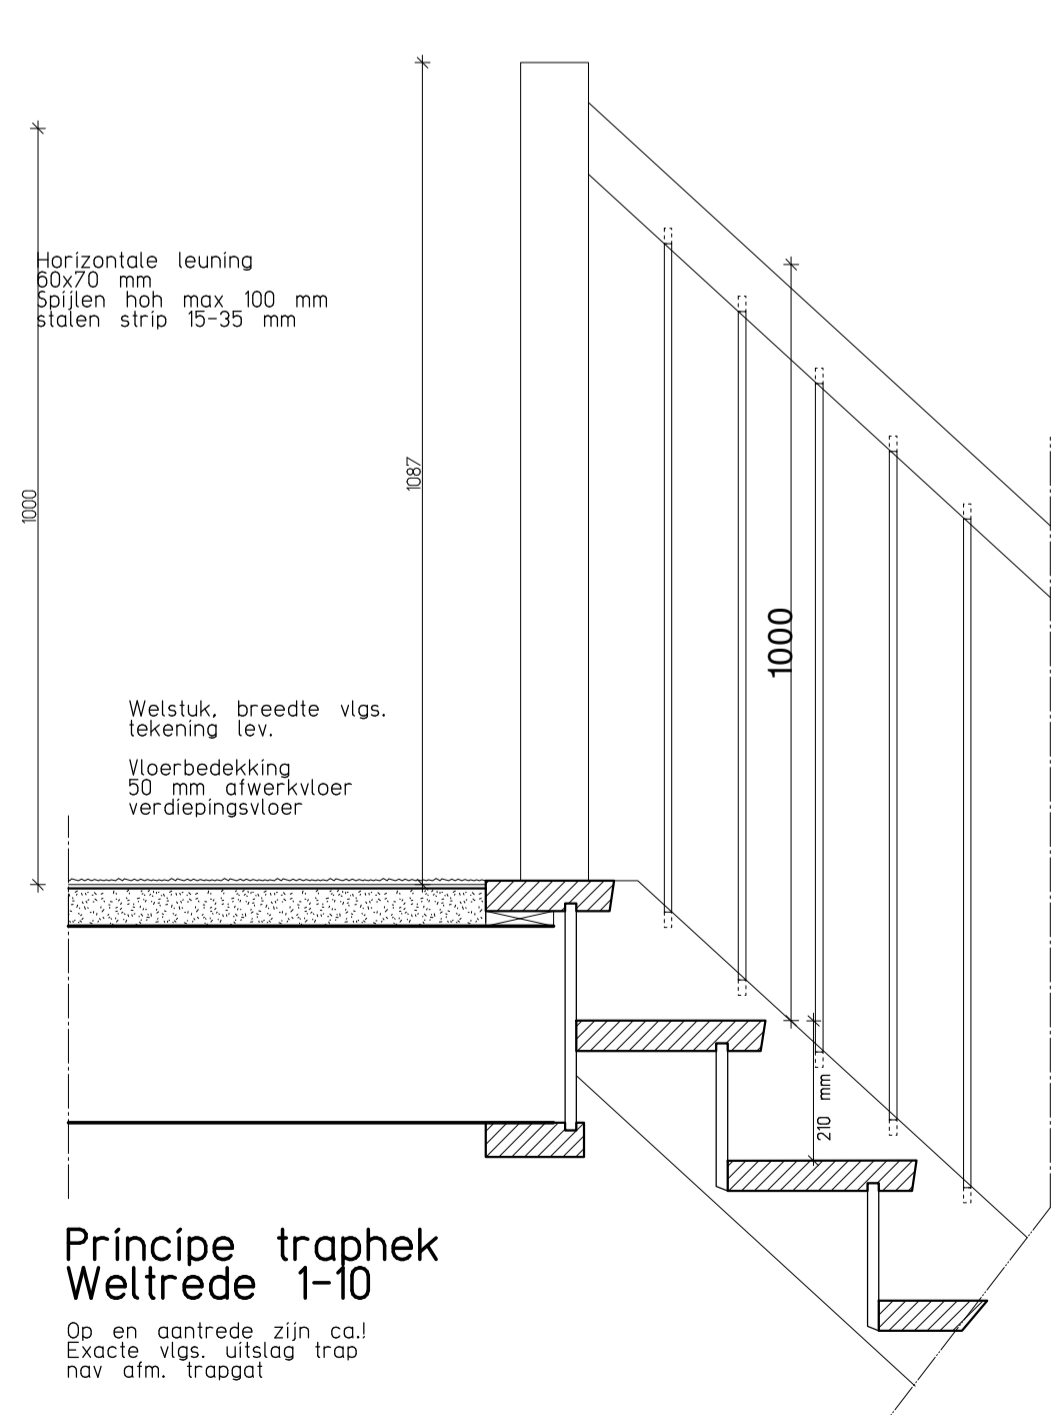 Horizontale leuning
60x70 mm
Spijlen hoh max 100 mm
stalen strip 15-35 mm
1000
1087
1000
Welstuk, breedte vlgs.
tekening lev.
Vloerbedekking
50 mm afwerkvloer
verdiepingsvloer
210 mm
Principe traphek
Weltrede 1-10
Op en aantrede zijn ca.!
Exacte vlgs. uitslag trap
nav afm. trapgat